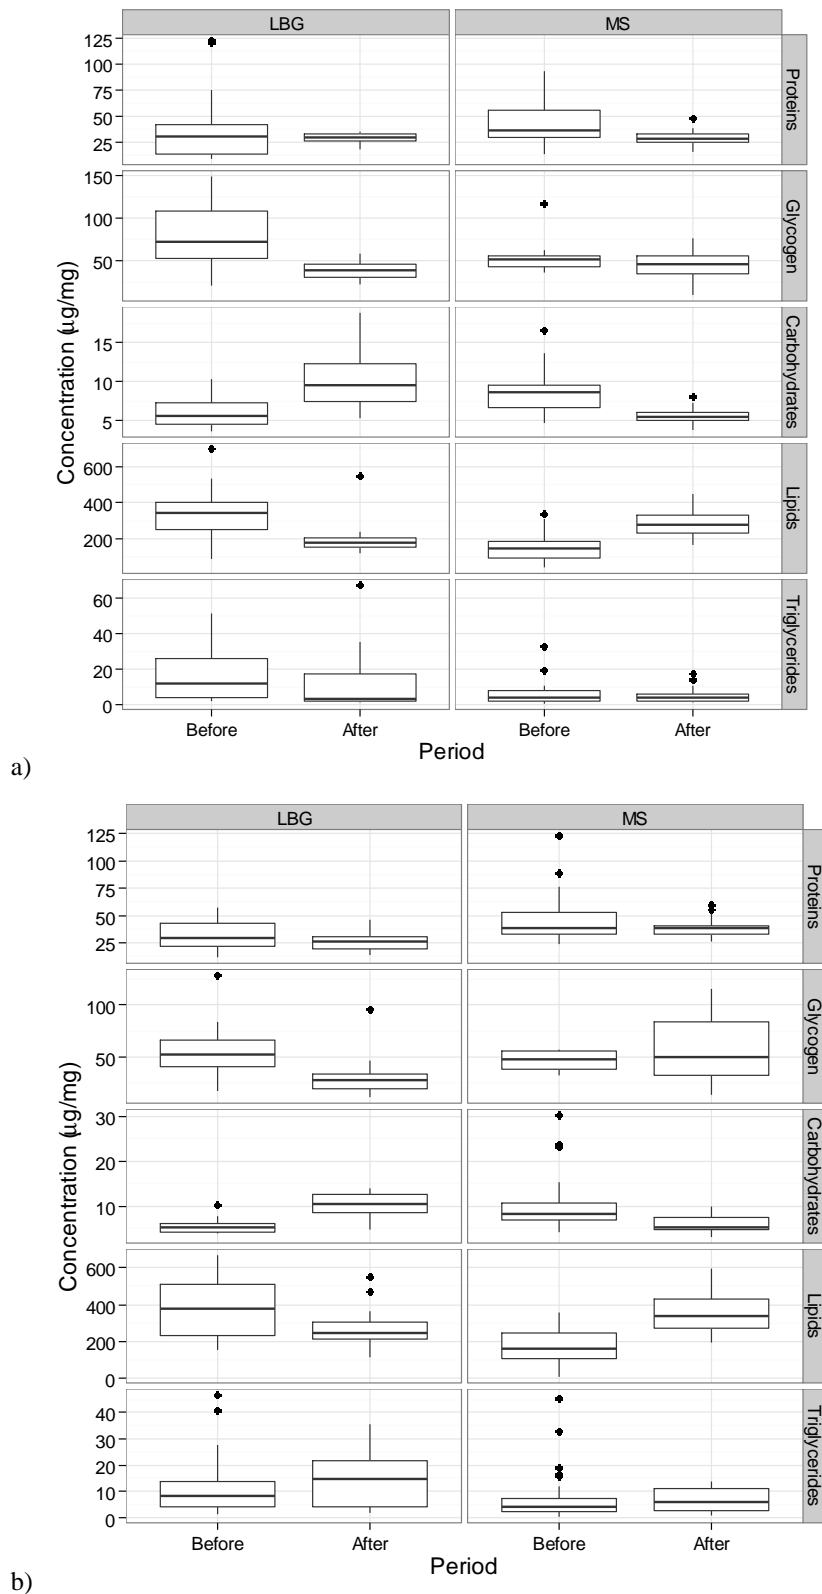 LBG MS
125
100
75
50
25
Proteins
150
100
50
Glycogen
15
10
5
Carbohydrates
600
400
200
Lipids
60
40
20
0
Triglycerides
Concentration (µg/mg)
Before After Before After
Period
a)
LBG MS
125
100
75
50
25
Proteins
100
50
Glycogen
30
20
10
Carbohydrates
600
400
200
0
Lipids
40
30
20
10
0
Triglycerides
Concentration (µg/mg)
Before After Before After
Period
b)